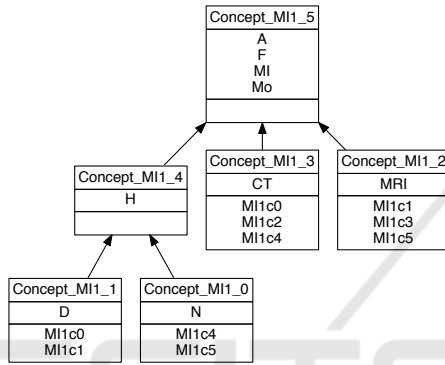 Concept_MI1_5
A
F
MI
Mo
Concept_MI1_4
H
Concept_MI1_3
CT
MI1c0
MI1c2
MI1c4
Concept_MI1_2
MRI
MI1c1
MI1c3
MI1c5
Concept_MI1_1
D
MI1c0
MI1c1
Concept_MI1_0
N
MI1c4
MI1c5